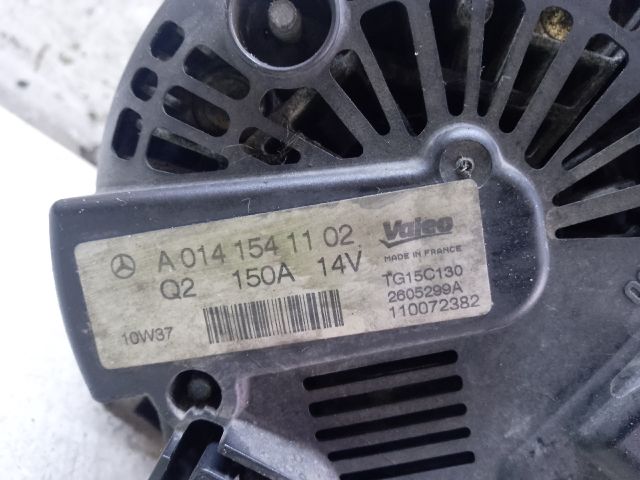 A 014 154 11 02
Q2 150A 14V
10W37
Valeo
MADE IN FRANCE
TG15C130
2605299A
110072382